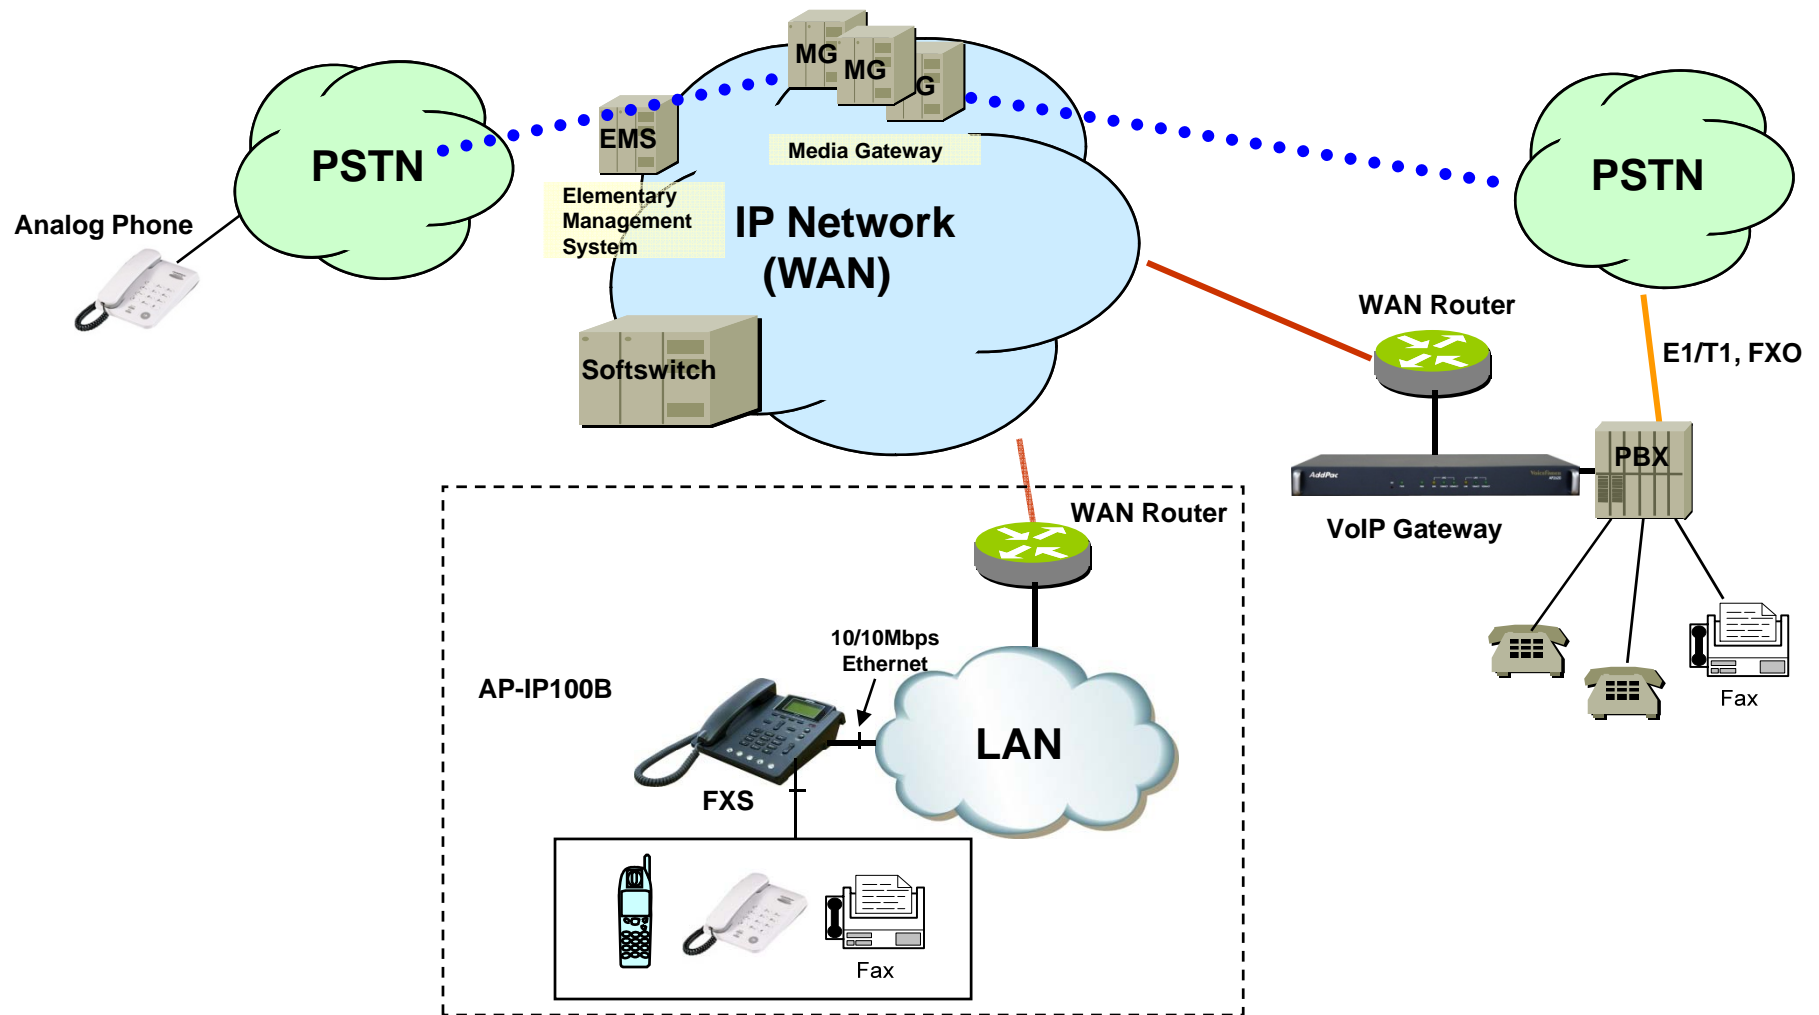 MG
MG
G
EMS
PSTN
Media Gateway
PSTN
Elementary
Management
System
IP Network
(WAN)
Analog Phone
WAN Router
Softswitch
E1/T1, FXO
PBX
AddPac
VoIP Gateway
WAN Router
10/10Mbps
Ethernet
AP-IP100B
LAN
FXS
Fax
Fax